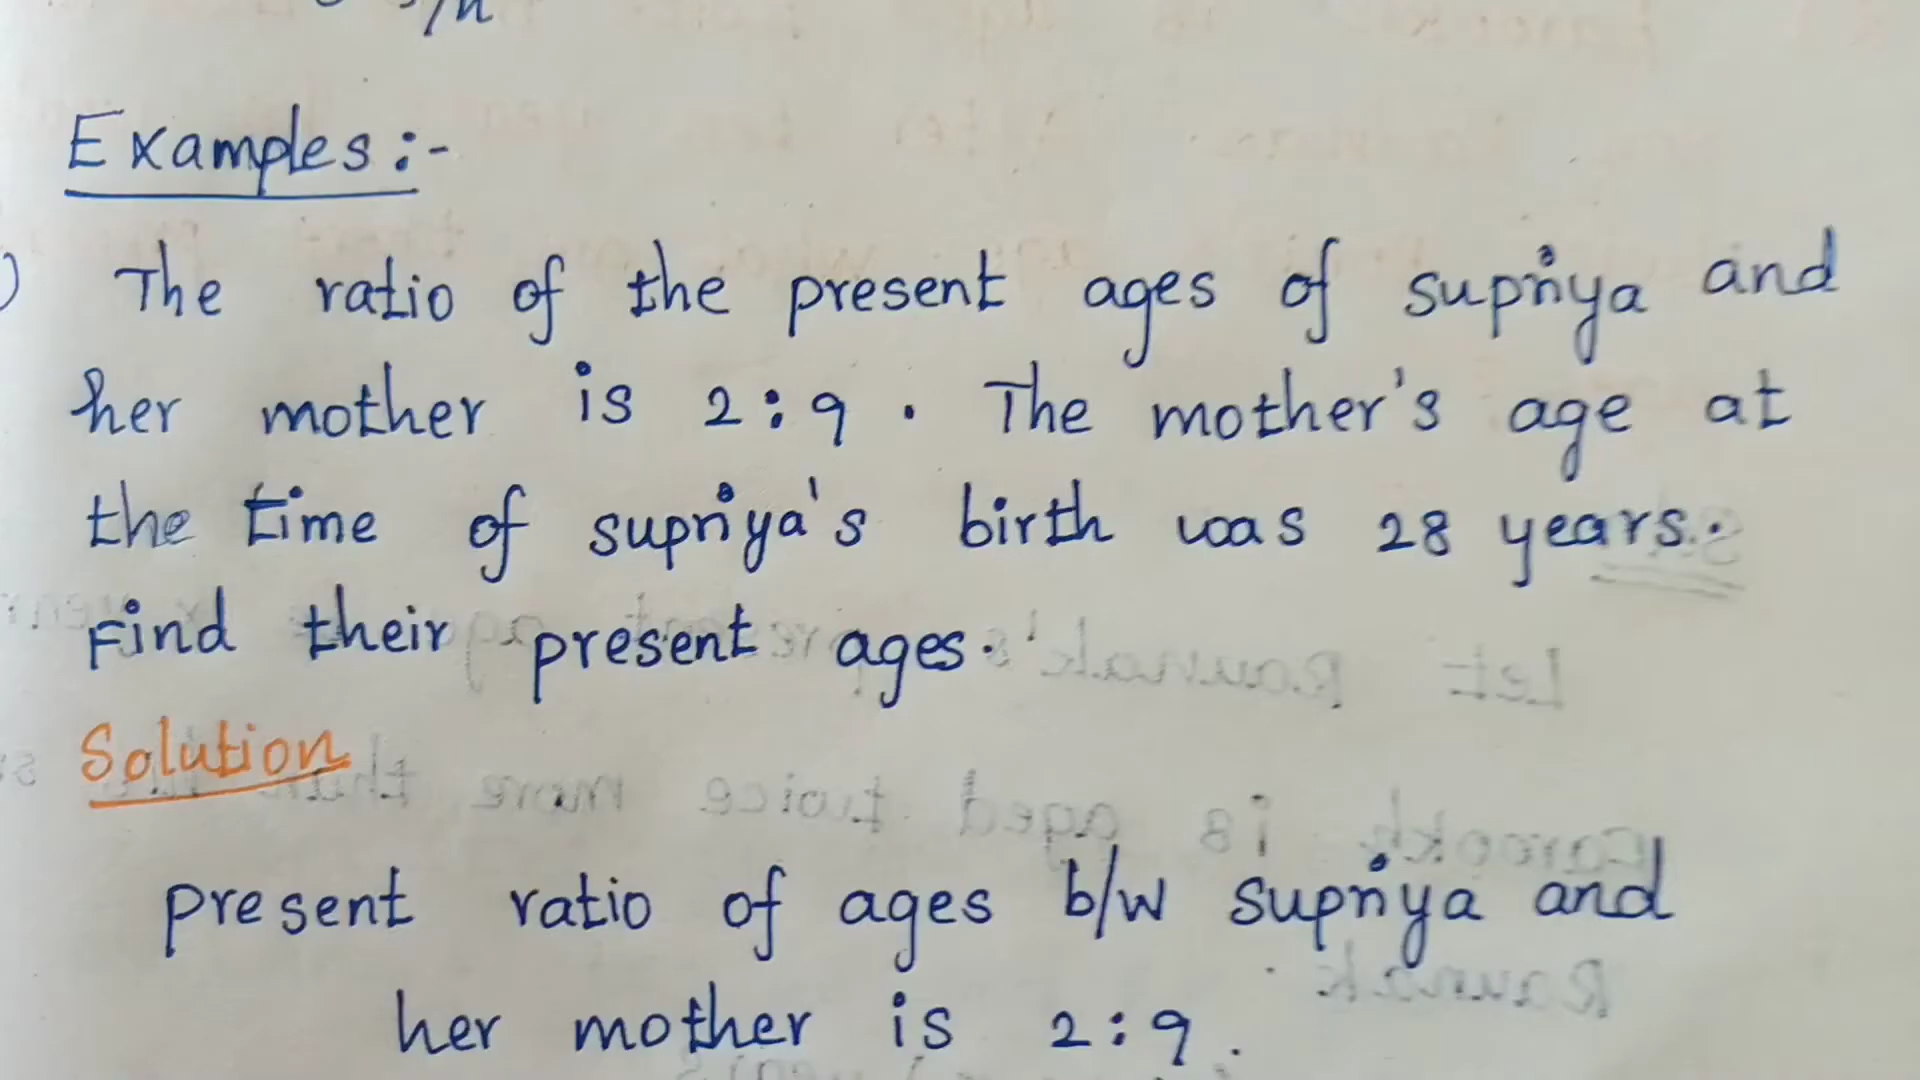 Examples :-
The ratio of the present ages of supriya and
her mother is 2:9. The mother's age at
the time of supriya's birth was 28 years.
Find their present ages.
Solution
present ratio of ages b/w supriya and
her mother is 2:9.